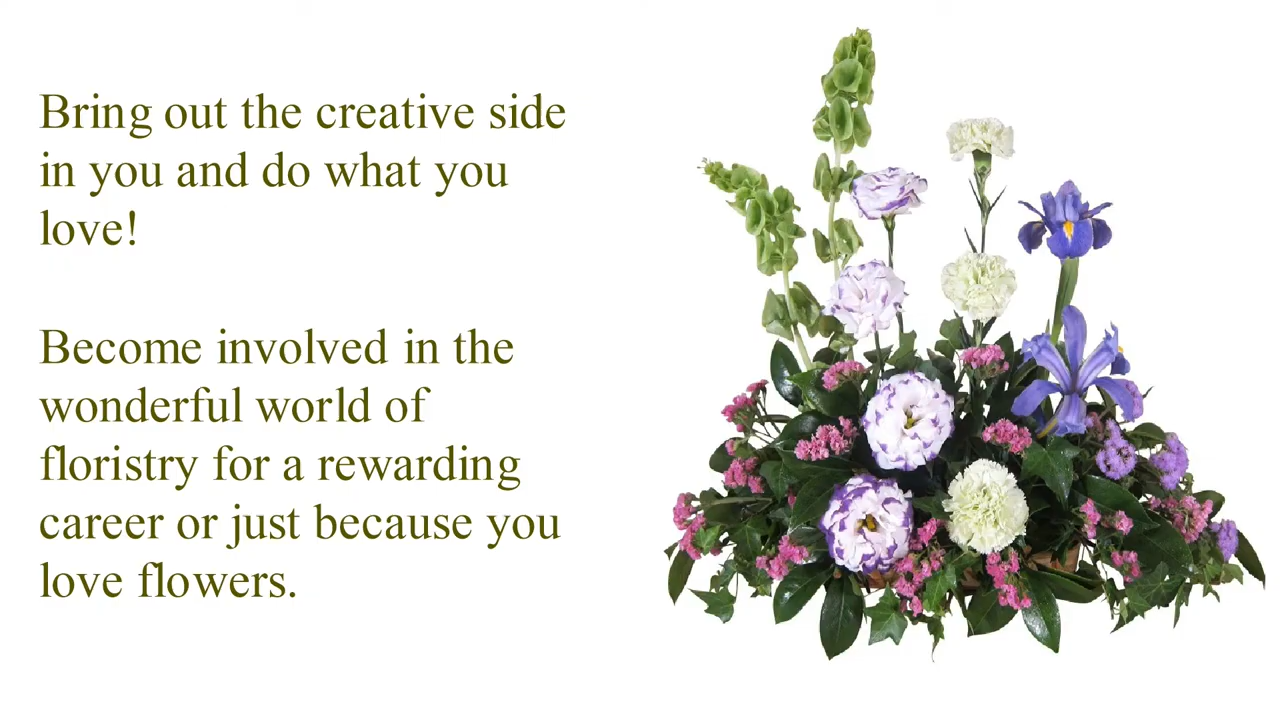 Bring out the creative side
in you and do what you
love!
Become involved in the
wonderful world of
floristry for a rewarding
career or just because you
love flowers.